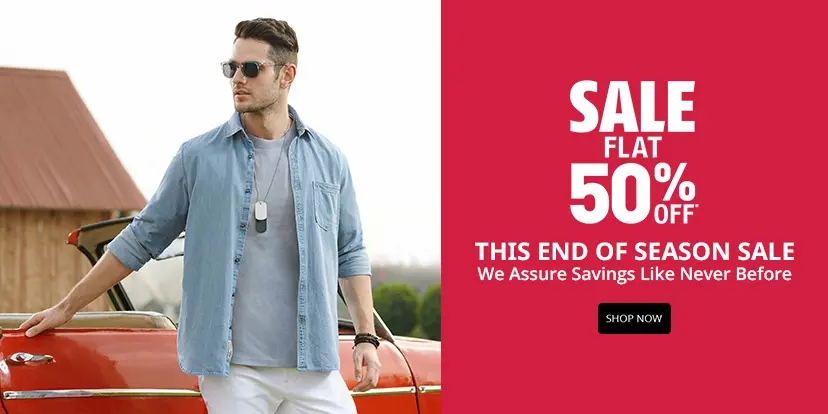 SALE
FLAT
50%
OFF*
THIS END OF SEASON SALE
We Assure Savings Like Never Before
SHOP NOW